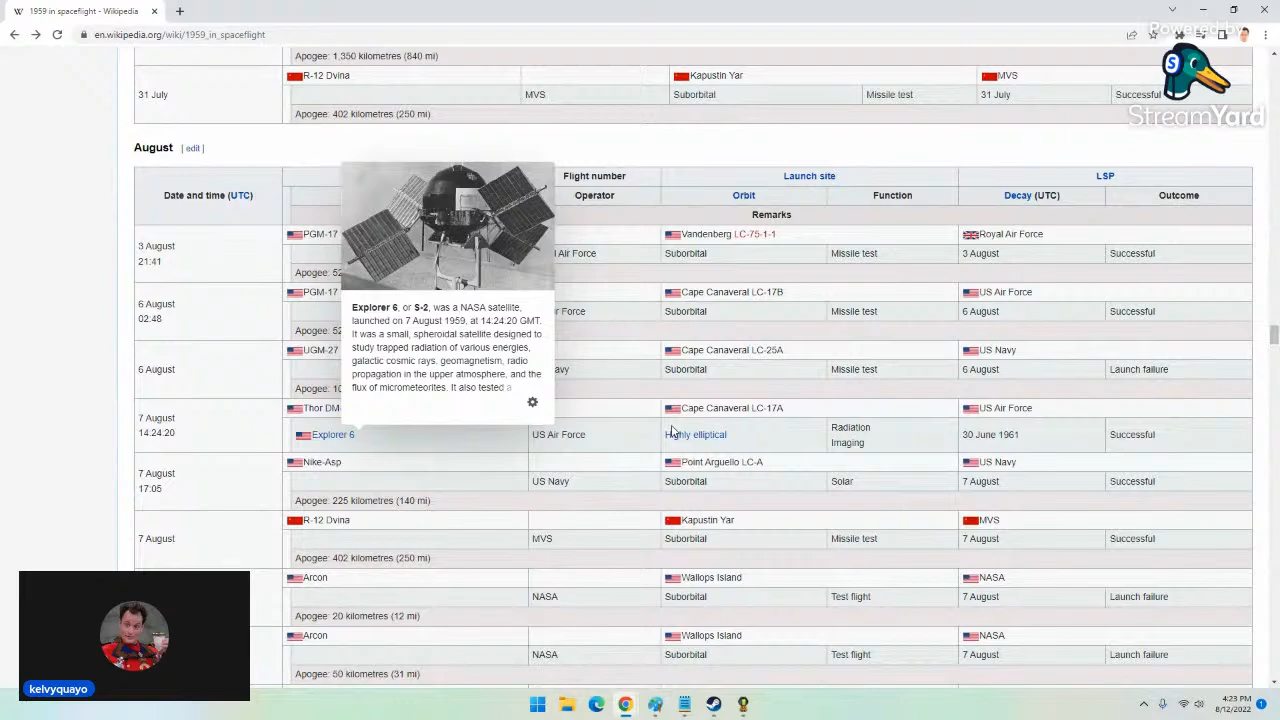 1959 in spaceflight - Wikipedia
en.wikipedia.org/wiki/1959_in_spaceflight
Powered by
StreamYard
Apogee: 1,350 kilometres (840 mi)
31 July
R-12 Dvina
Kapustin Yar
MVS
MVS
Suborbital
Missile test
31 July
Successful
Apogee: 402 kilometres (250 mi)
August [ edit ]
Date and time (UTC)
Flight number
Launch site
LSP
Operator
Orbit
Function
Decay (UTC)
Outcome
Remarks
3 August
21:41
PGM-17
Vandenberg LC-75-1-1
Royal Air Force
Air Force
Suborbital
Missile test
3 August
Successful
Apogee: 52
6 August
02:48
PGM-17
Cape Canaveral LC-17B
US Air Force
Force
Suborbital
Missile test
6 August
Successful
Apogee: 52
6 August
UGM-27
Cape Canaveral LC-25A
US Navy
Suborbital
Missile test
6 August
Launch failure
Apogee: 10
Explorer 6, or S-2, was a NASA satellite,
launched on 7 August 1959, at 14:24:20 GMT.
It was a small, spheroidal satellite designed to
study trapped radiation of various energies,
galactic cosmic rays, geomagnetism, radio
propagation in the upper atmosphere, and the
flux of micrometeorites. It also tested a
7 August
14:24:20
Thor DM-
Cape Canaveral LC-17A
US Air Force
Explorer 6
US Air Force
Highly elliptical
Radiation
Imaging
30 June 1961
Successful
7 August
17:05
Nike-Asp
Point Arguello LC-A
US Navy
US Navy
Suborbital
Solar
7 August
Successful
Apogee: 225 kilometres (140 mi)
7 August
R-12 Dvina
Kapustin Yar
MVS
MVS
Suborbital
Missile test
7 August
Successful
Apogee: 402 kilometres (250 mi)
Arcon
Wallops Island
NASA
NASA
Suborbital
Test flight
7 August
Launch failure
Apogee: 20 kilometres (12 mi)
Arcon
Wallops Island
NASA
NASA
Suborbital
Test flight
7 August
Launch failure
Apogee: 50 kilometres (31 mi)
kelvyquayo
4:23 PM
8/12/2022